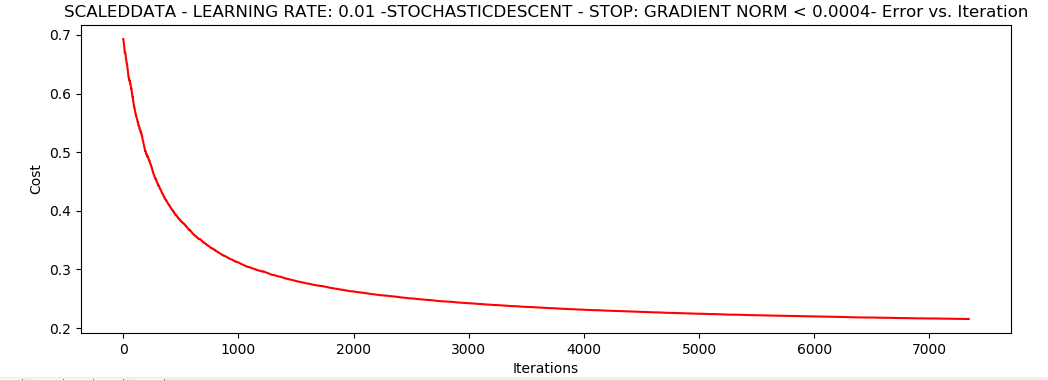 SCALEDDATA - LEARNING RATE: 0.01 -STOCHASTICDESCENT - STOP: GRADIENT NORM < 0.0004- Error vs. Iteration
0.7
0.6
0.5
0.4
0.3
0.2
Cost
0 1000 2000 3000 4000 5000 6000 7000
Iterations